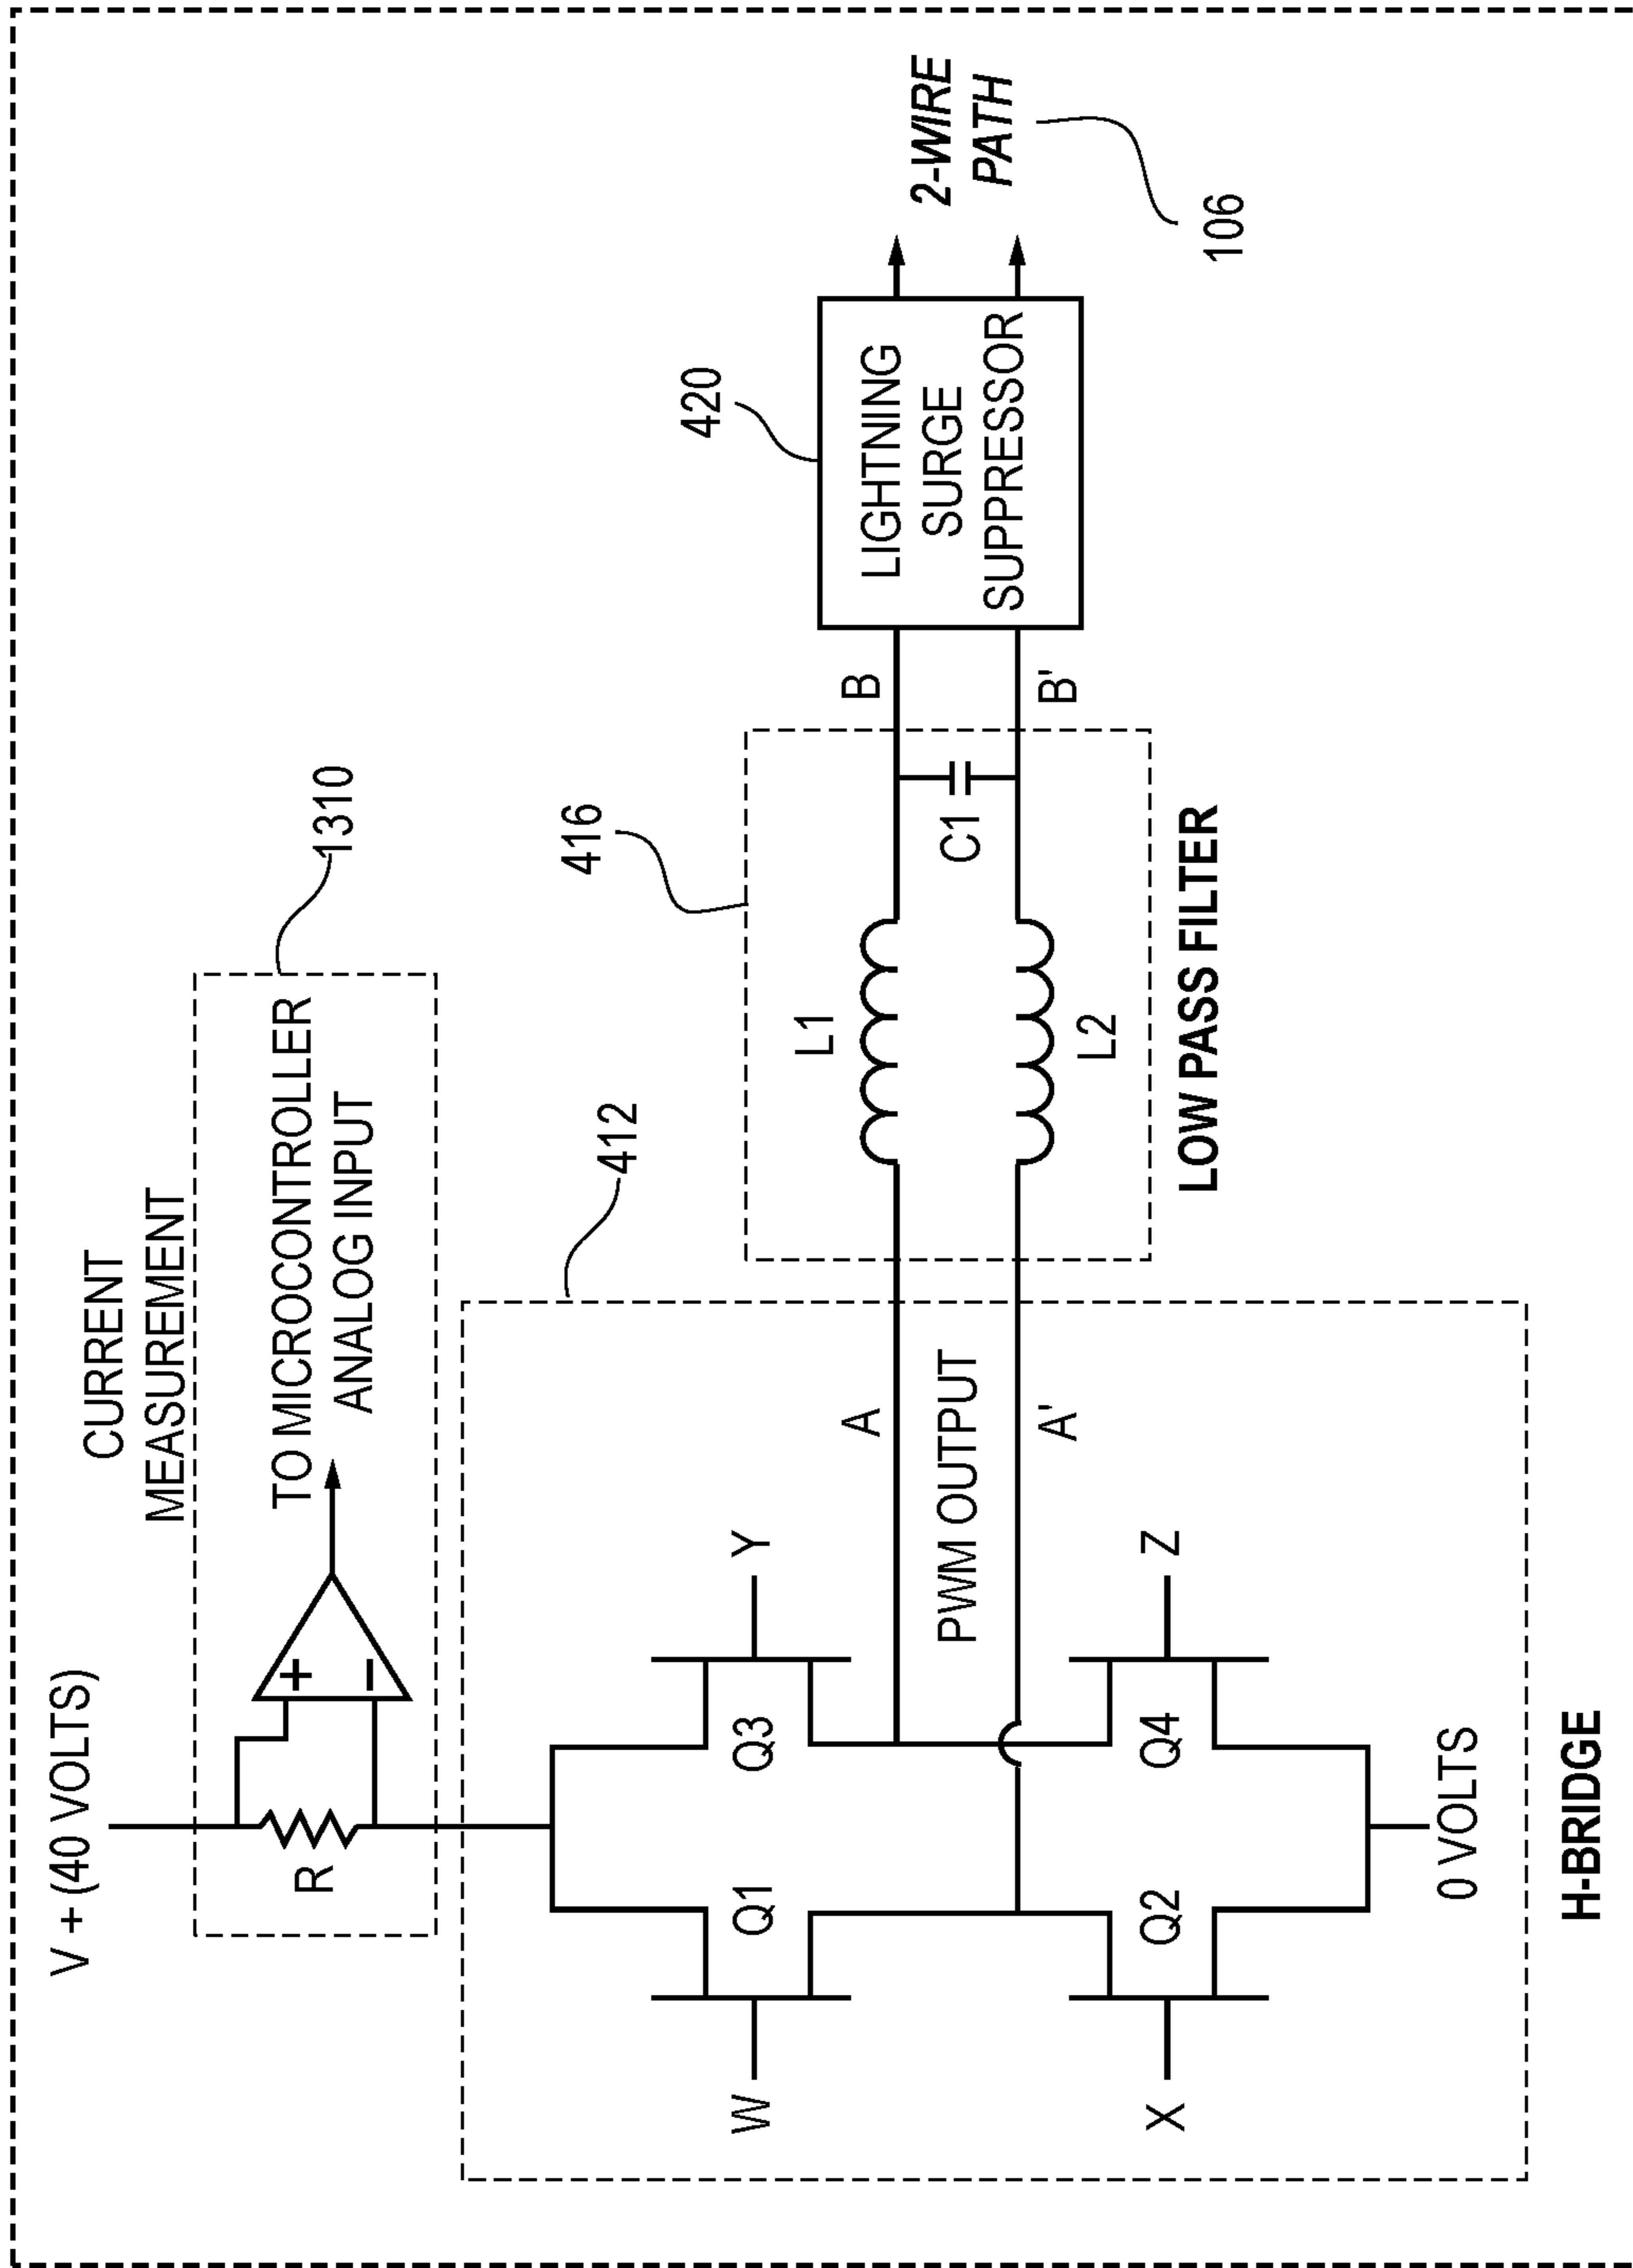 V + (40 VOLTS)
CURRENT
MEASUREMENT
1310
R
+
−
TO MICROCONTROLLER
ANALOG INPUT
412
W
Q1
Q3
Y
X
Q2
Q4
Z
0 VOLTS
H-BRIDGE
A
PWM OUTPUT
A'
416
L1
L2
C1
LOW PASS FILTER
B
B'
420
LIGHTNING
SURGE
SUPPRESSOR
2-WIRE
PATH
106